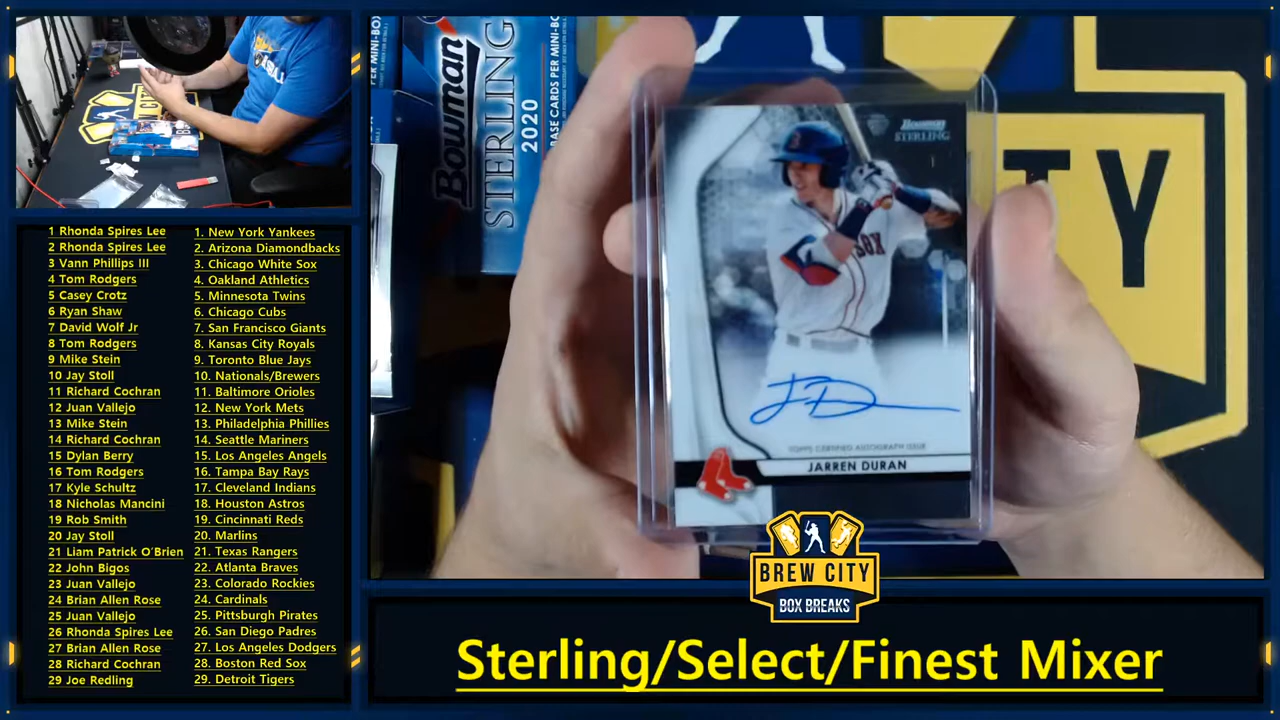 1 Rhonda Spires Lee
2 Rhonda Spires Lee
3 Vann Phillips III
4 Tom Rodgers
5 Casey Crotz
6 Ryan Shaw
7 David Wolf Jr
8 Tom Rodgers
9 Mike Stein
10 Jay Stoll
11 Richard Cochran
12 Juan Vallejo
13 Mike Stein
14 Richard Cochran
15 Dylan Berry
16 Tom Rodgers
17 Kyle Schultz
18 Nicholas Mancini
19 Rob Smith
20 Jay Stoll
21 Liam Patrick O'Brien
22 John Bigos
23 Juan Vallejo
24 Brian Allen Rose
25 Juan Vallejo
26 Rhonda Spires Lee
27 Brian Allen Rose
28 Richard Cochran
29 Joe Redling
1. New York Yankees
2. Arizona Diamondbacks
3. Chicago White Sox
4. Oakland Athletics
5. Minnesota Twins
6. Chicago Cubs
7. San Francisco Giants
8. Kansas City Royals
9. Toronto Blue Jays
10. Nationals/Brewers
11. Baltimore Orioles
12. New York Mets
13. Philadelphia Phillies
14. Seattle Mariners
15. Los Angeles Angels
16. Tampa Bay Rays
17. Cleveland Indians
18. Houston Astros
19. Cincinnati Reds
20. Marlins
21. Texas Rangers
22. Atlanta Braves
23. Colorado Rockies
24. Cardinals
25. Pittsburgh Pirates
26. San Diego Padres
27. Los Angeles Dodgers
28. Boston Red Sox
29. Detroit Tigers
PER MINI-BO
Bowman
STERLING
2020
BASE CARDS PER MINI-BO
Bowman
STERLING
SOX
TOPPS CERTIFIED AUTOGRAPH ISSUE
JARREN DURAN
TY
BREW CITY
BOX BREAKS
Sterling/Select/Finest Mixer